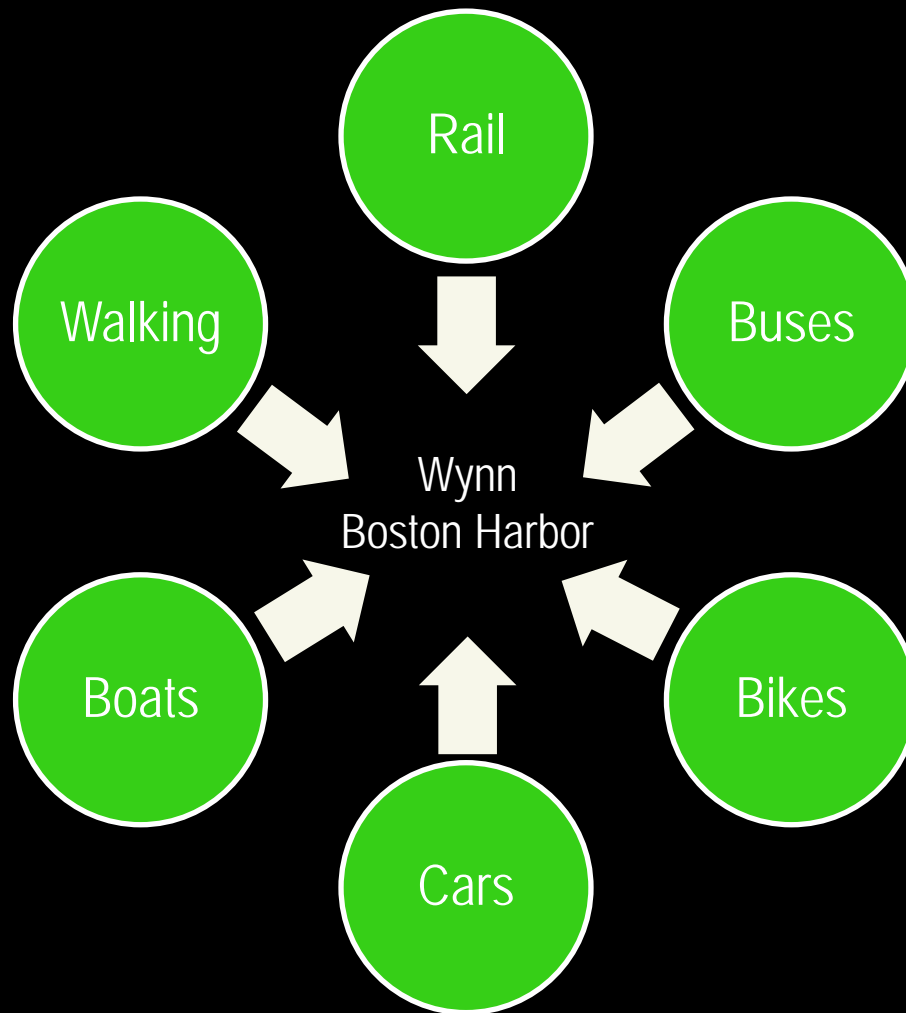 Rail
Walking
Buses
Wynn
Boston Harbor
Boats
Bikes
Cars